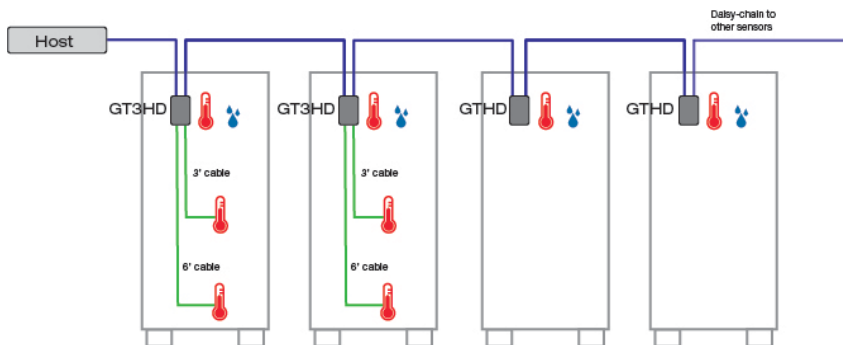 Daisy-chain to
other sensors
Host
GT3HD
GT3HD
GTHD
GTHD
3' cable
3' cable
6' cable
6' cable